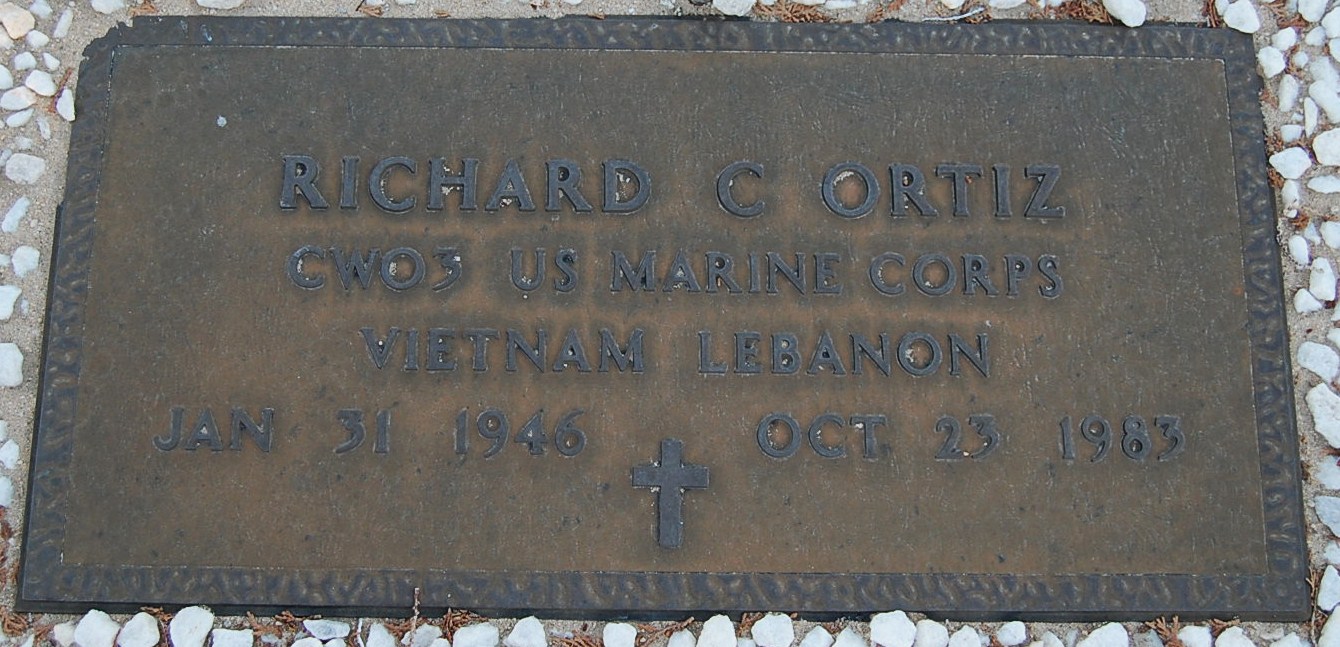 RICHARD C ORTIZ
CWO3 US MARINE CORPS
VIETNAM LEBANON
JAN 31 1946 OCT 23 1983